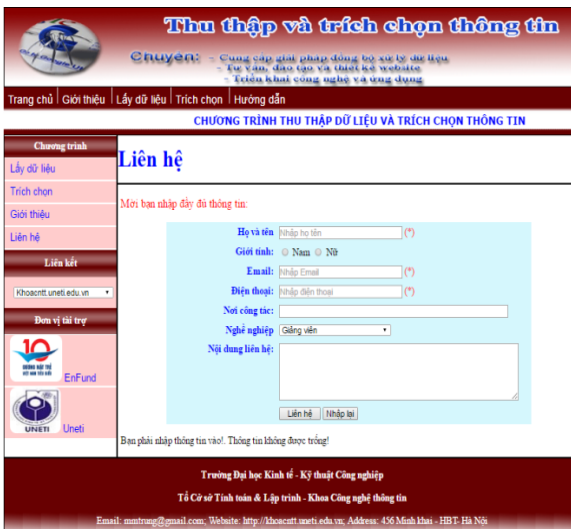 Thu thập và trích chọn thông tin
Chuyên: - Cung cấp giải pháp đồng bộ xử lý dữ liệu
- Tư vấn, đào tạo và thiết kế website
- Triển khai công nghệ và ứng dụng
Trang chủ Giới thiệu Lấy dữ liệu Trích chọn Hướng dẫn
CHƯƠNG TRÌNH THU THẬP DỮ LIỆU VÀ TRÍCH CHỌN THÔNG TIN
Chương trình
Lấy dữ liệu
Trích chọn
Giới thiệu
Liên hệ
Liên kết
Khoacntt.uneti.edu.vn
Đơn vị tài trợ
10
EnFund
UNETI
Uneti
Liên hệ
Mời bạn nhập đầy đủ thông tin:
Họ và tên Nhập họ tên (*)
Giới tính: Nam Nữ
Email: Nhập Email (*)
Điện thoại: Nhập điện thoại (*)
Nơi công tác:
Nghề nghiệp Giảng viên
Nội dung liên hệ:
Liên hê Nhập lại
Bạn phải nhập thông tin vào!. Thông tin không được trống!
Trường Đại học Kinh tế - Kỹ thuật Công nghiệp
Tổ Cở sở Tính toán & Lập trình - Khoa Công nghệ thông tin
Email: mmtrung@gmail.com; Website: http://khoacntt.uneti.edu.vn; Address: 456 Minh khai - HBT- Hà Nội